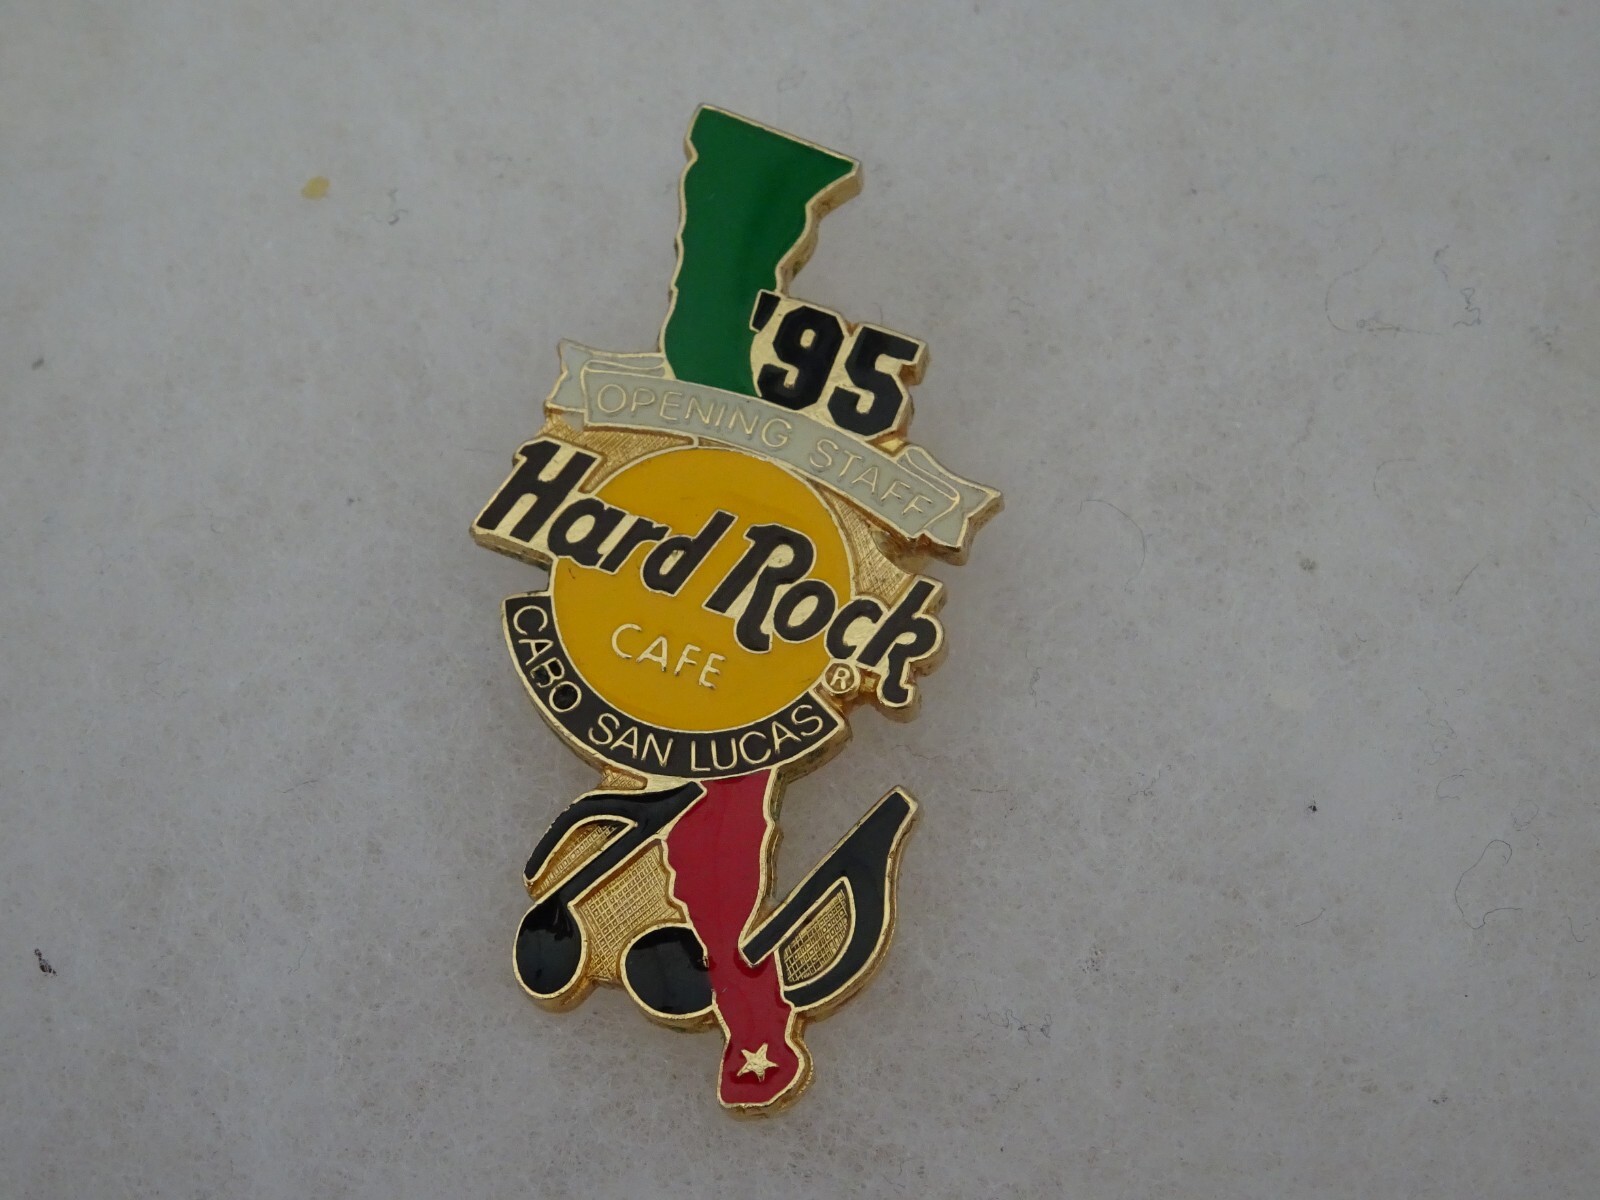 '95
OPENING STAFF
Hard Rock
CAFE
®
CABO SAN LUCAS